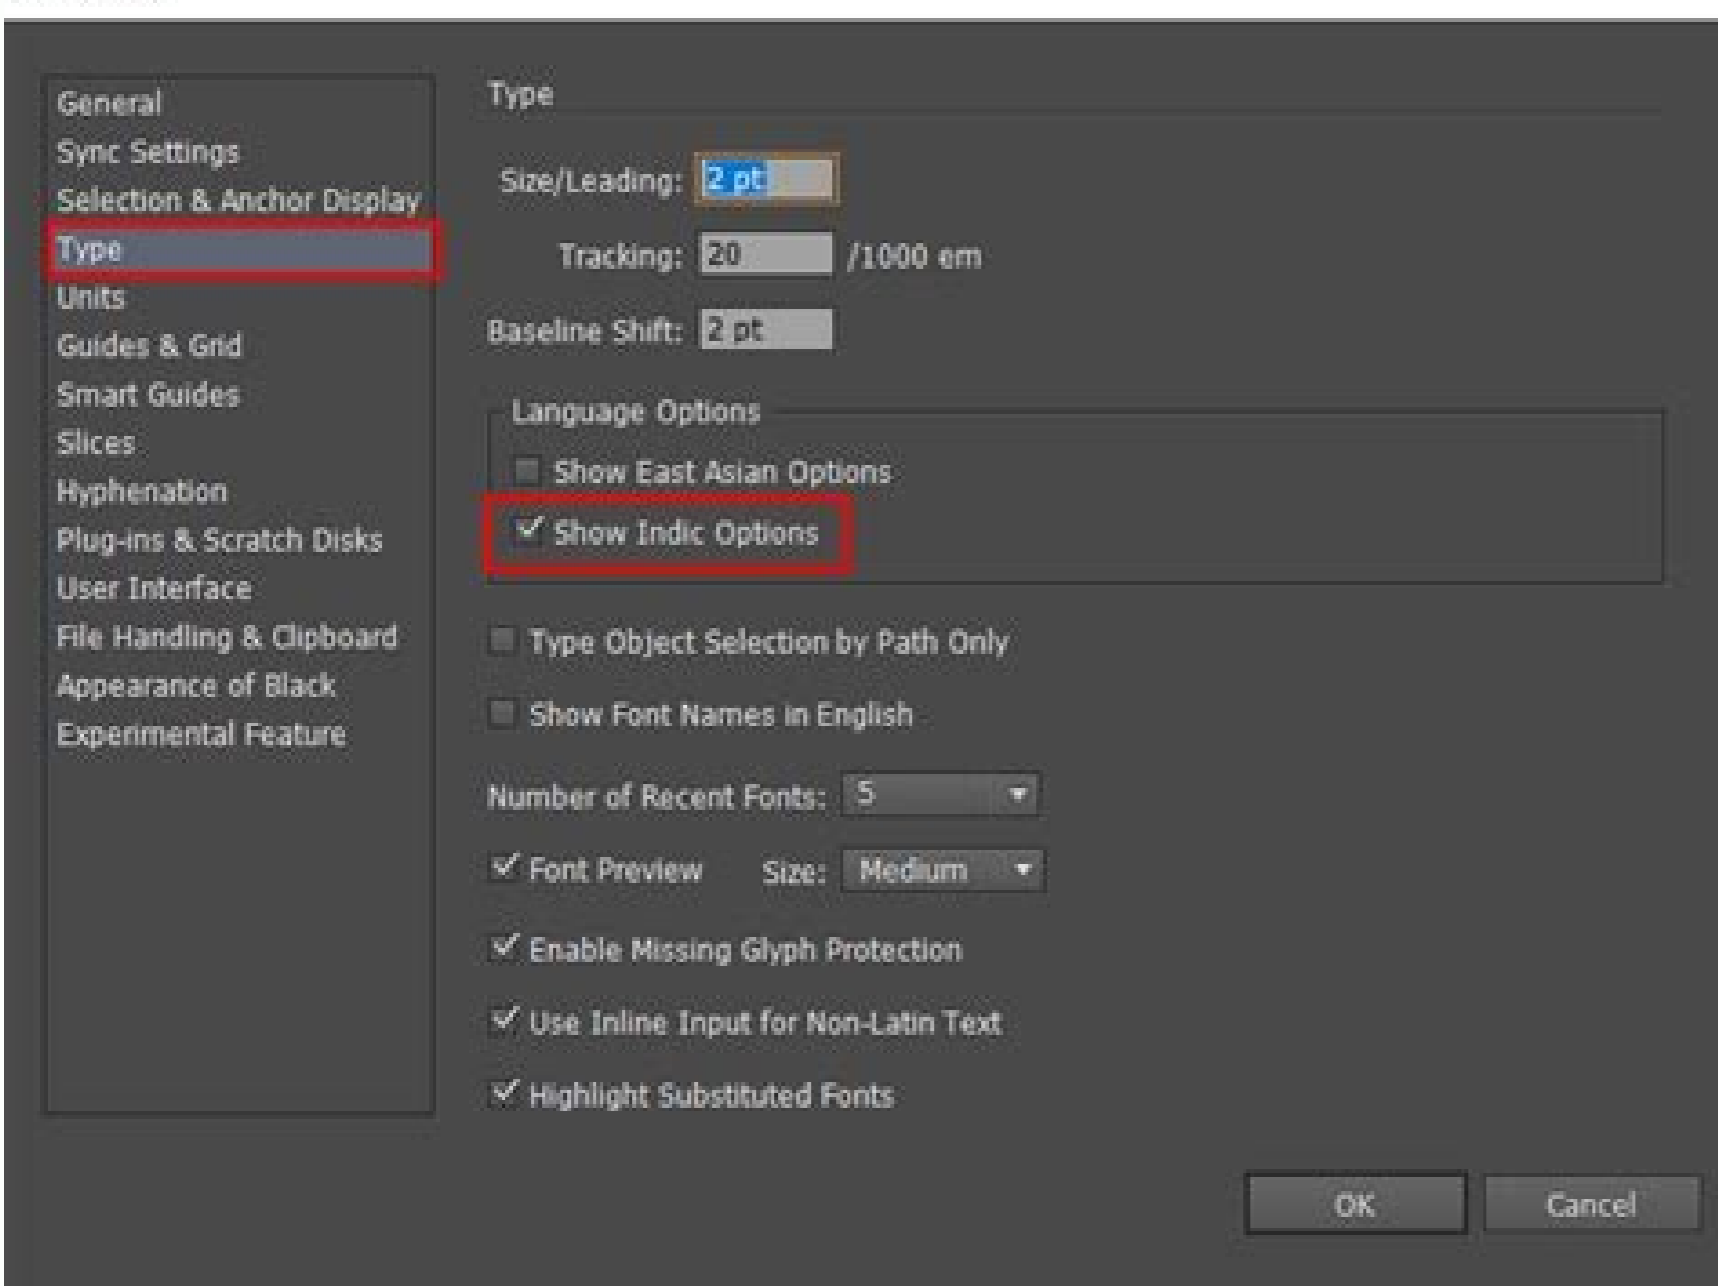 General
Sync Settings
Selection & Anchor Display
Type
Units
Guides & Grid
Smart Guides
Slices
Hyphenation
Plug-ins & Scratch Disks
User Interface
File Handling & Clipboard
Appearance of Black
Experimental Feature
Type
Size/Leading: 2 pt
Tracking: 20 /1000 em
Baseline Shift: 2 pt
Language Options
Show East Asian Options
Show Indic Options
Type Object Selection by Path Only
Show Font Names in English
Number of Recent Fonts: 5
Font Preview Size: Medium
Enable Missing Glyph Protection
Use Inline Input for Non-Latin Text
Highlight Substituted Fonts
OK Cancel